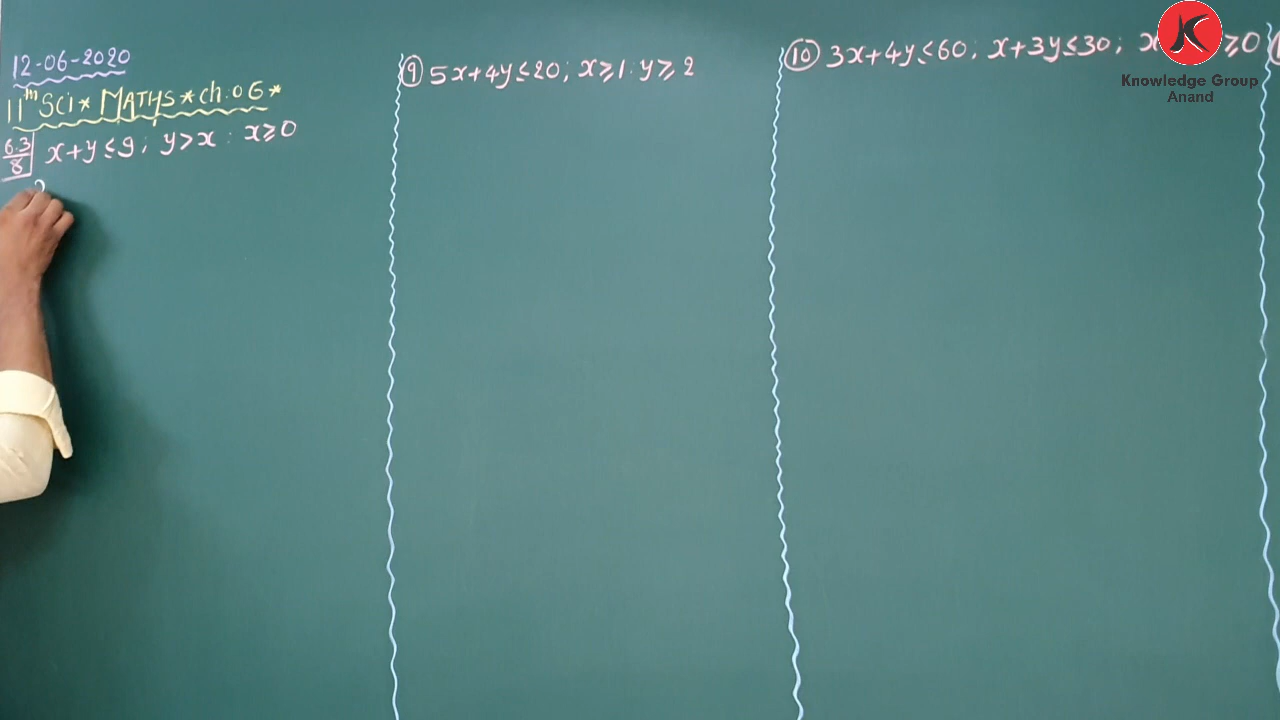 12-06-2020
11th SCI * MATHS * Ch. 06 *
6.3/8 x+y≤9; y>x : x≥0
9 5x+4y≤20; x≥1. y≥2
10 3x+4y≤60; x+3y≤30; x ≥0
Knowledge Group
Anand